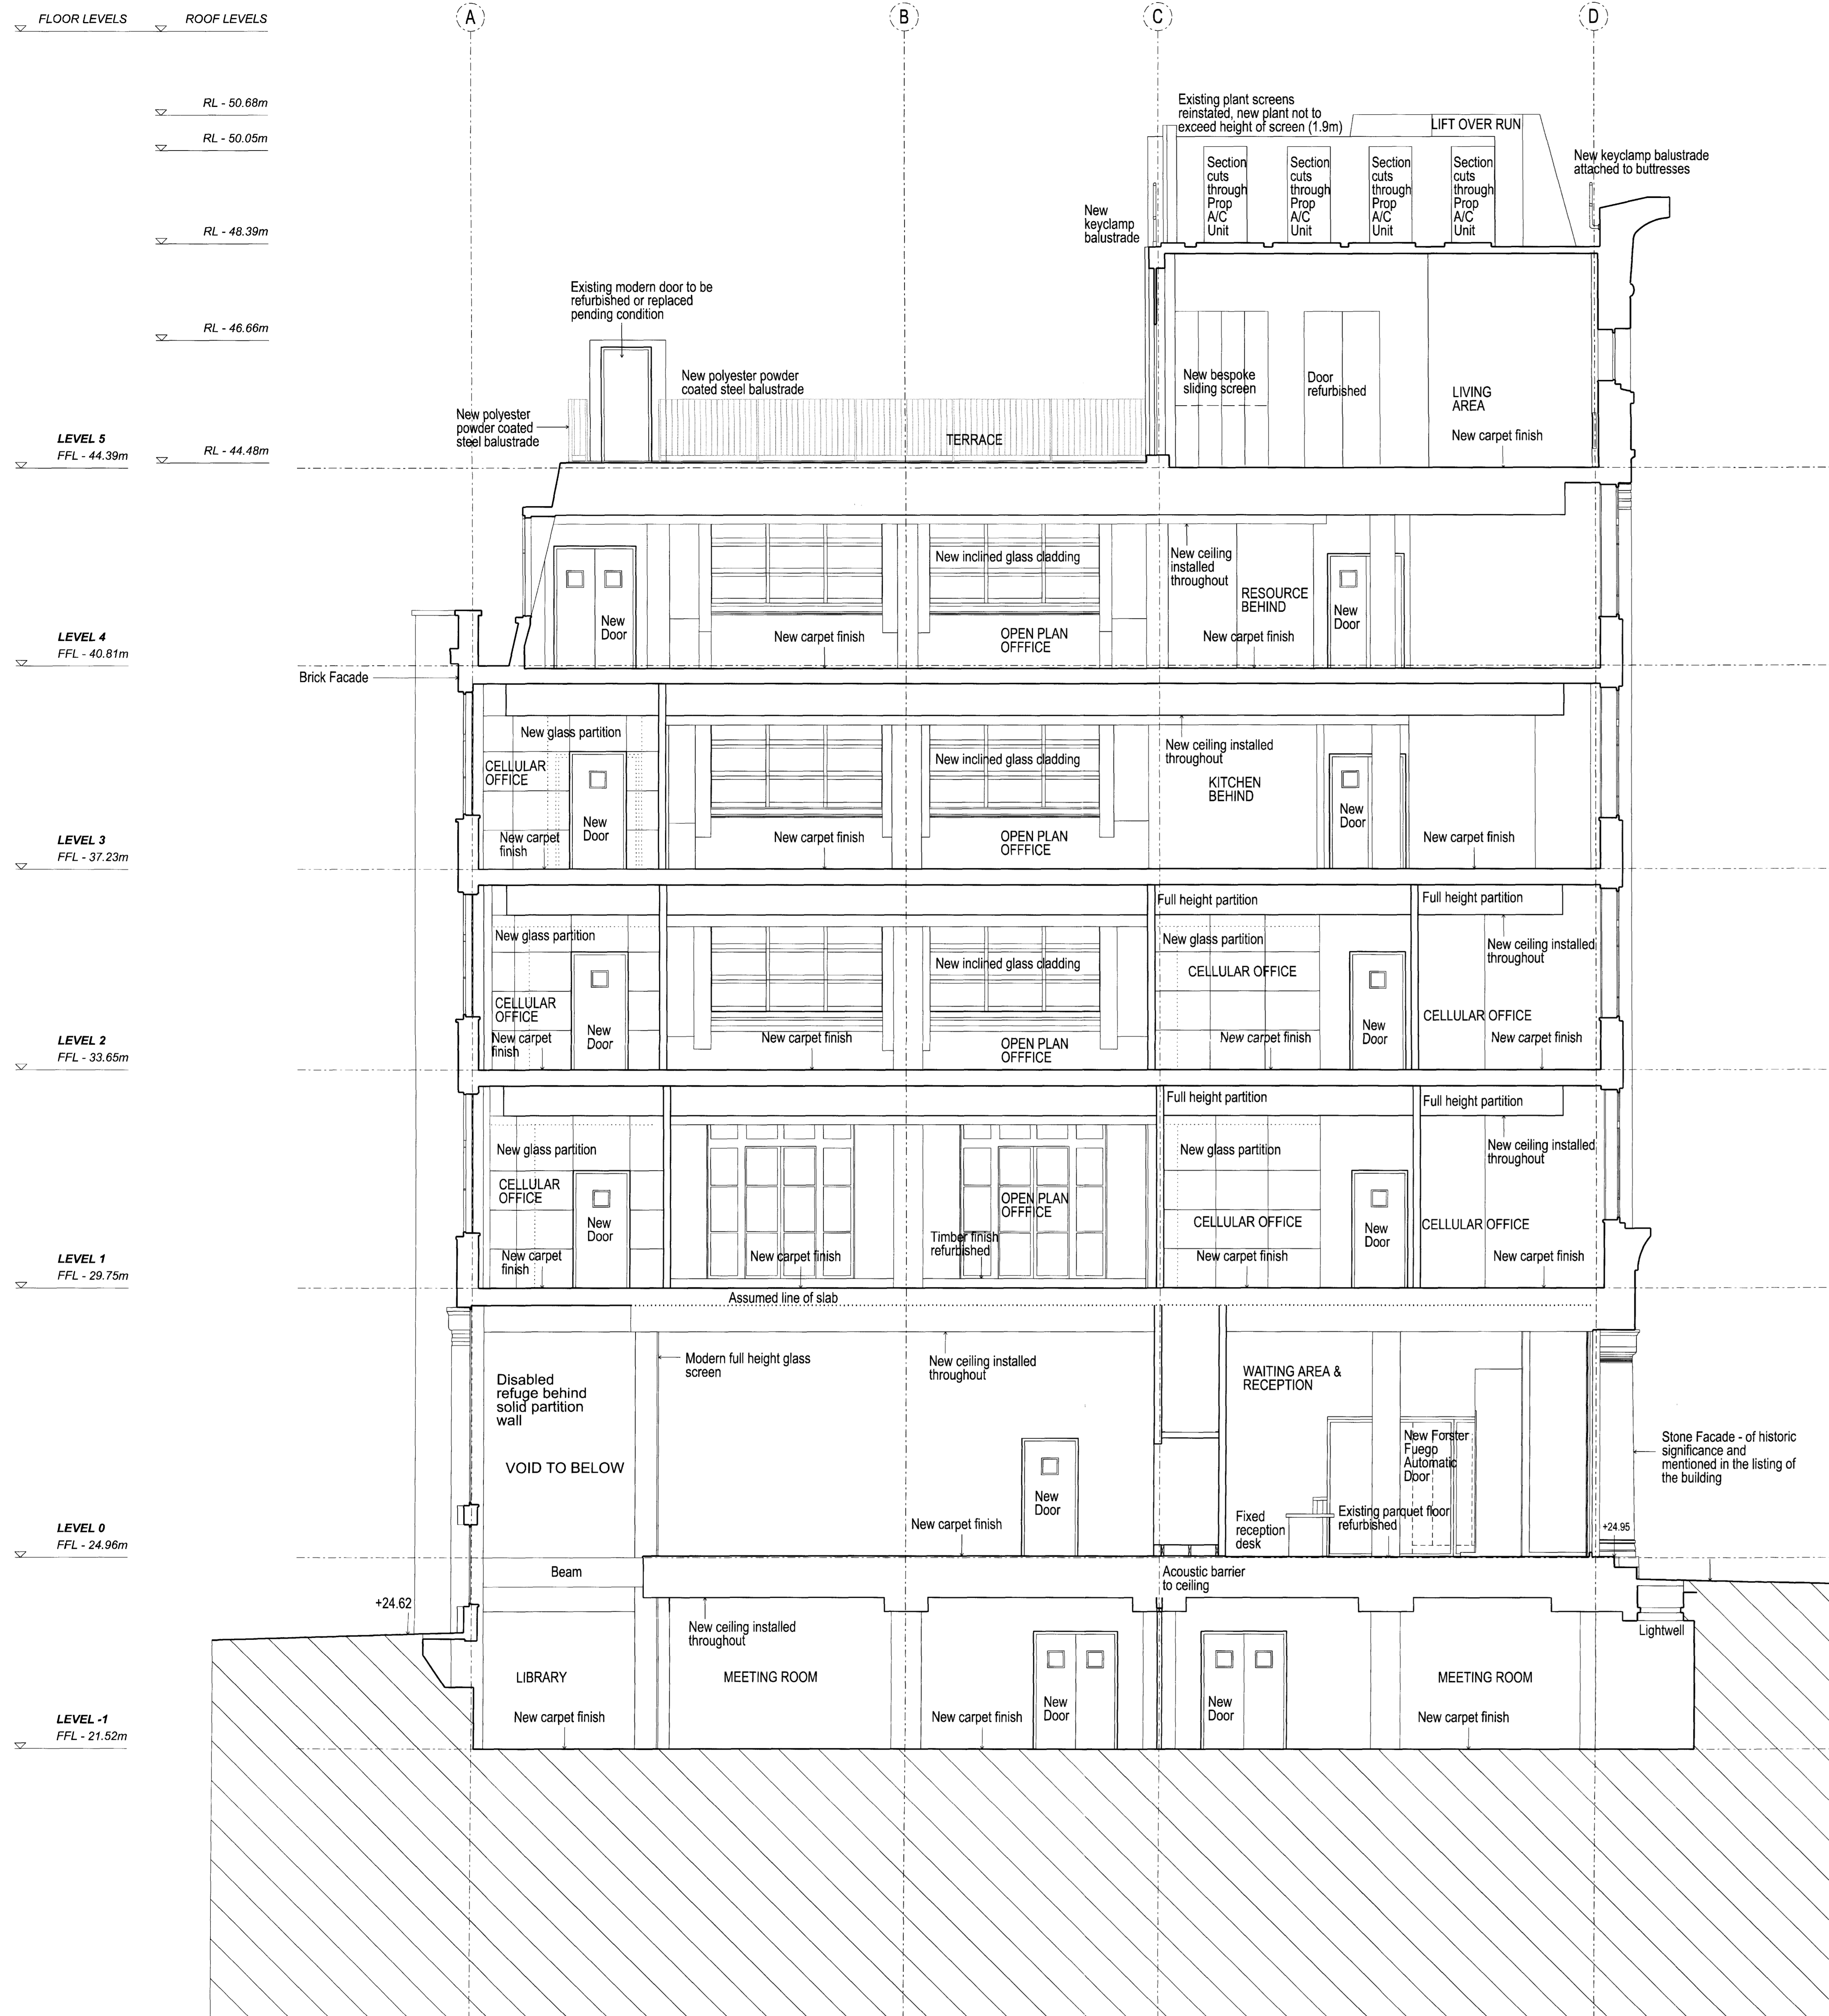 FLOOR LEVELS
ROOF LEVELS
A
B
C
D
RL - 50.68m
RL - 50.05m
RL - 48.39m
RL - 46.66m
RL - 44.48m
LEVEL 5
FFL - 44.39m
LEVEL 4
FFL - 40.81m
LEVEL 3
FFL - 37.23m
LEVEL 2
FFL - 33.65m
LEVEL 1
FFL - 29.75m
LEVEL 0
FFL - 24.96m
LEVEL -1
FFL - 21.52m
Existing plant screens
reinstated, new plant not to
exceed height of screen (1.9m)
LIFT OVER RUN
New keyclamp balustrade
attached to buttresses
Section
cuts
through
Prop
A/C
Unit
Section
cuts
through
Prop
A/C
Unit
Section
cuts
through
Prop
A/C
Unit
Section
cuts
through
Prop
A/C
Unit
New
keyclamp
balustrade
Existing modern door to be
refurbished or replaced
pending condition
New polyester powder
coated steel balustrade
New polyester
powder coated
steel balustrade
TERRACE
New bespoke
sliding screen
Door
refurbished
LIVING
AREA
New carpet finish
New inclined glass cladding
New ceiling
installed
throughout
RESOURCE
BEHIND
New
Door
New
Door
New carpet finish
OPEN PLAN
OFFFICE
New carpet finish
Brick Facade
New glass partition
CELLULAR
OFFICE
New
Door
New carpet
finish
New inclined glass cladding
New carpet finish
OPEN PLAN
OFFFICE
New ceiling installed
throughout
KITCHEN
BEHIND
New
Door
New carpet finish
Full height partition
Full height partition
New glass partition
CELLULAR
OFFICE
New
Door
New carpet
finish
New inclined glass cladding
New carpet finish
OPEN PLAN
OFFFICE
New glass partition
CELLULAR OFFICE
New carpet finish
New
Door
New ceiling installed
throughout
CELLULAR OFFICE
New carpet finish
Full height partition
Full height partition
New glass partition
CELLULAR
OFFICE
New
Door
New carpet
finish
New carpet finish
OPEN PLAN
OFFFICE
Timber finish
refurbished
New glass partition
CELLULAR OFFICE
New carpet finish
New
Door
New ceiling installed
throughout
CELLULAR OFFICE
New carpet finish
Assumed line of slab
Disabled
refuge behind
solid partition
wall
VOID TO BELOW
Modern full height glass
screen
New ceiling installed
throughout
New
Door
New carpet finish
WAITING AREA &
RECEPTION
New Forster
Fuego
Automatic
Door
Fixed
reception
desk
Existing parquet floor
refurbished
Stone Facade - of historic
significance and
mentioned in the listing of
the building
+24.95
Beam
Acoustic barrier
to ceiling
+24.62
New ceiling installed
throughout
Lightwell
LIBRARY
New carpet finish
MEETING ROOM
New carpet finish
New
Door
New
Door
MEETING ROOM
New carpet finish